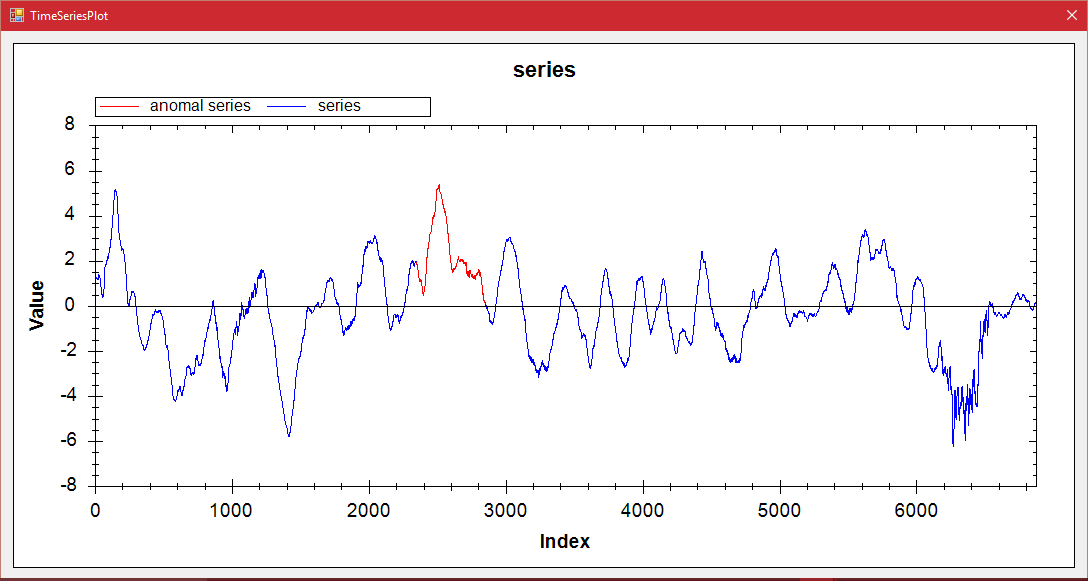 TimeSeriesPlot
series
anomal series series
8
6
4
2
0
-2
-4
-6
-8
Value
0 1000 2000 3000 4000 5000 6000
Index